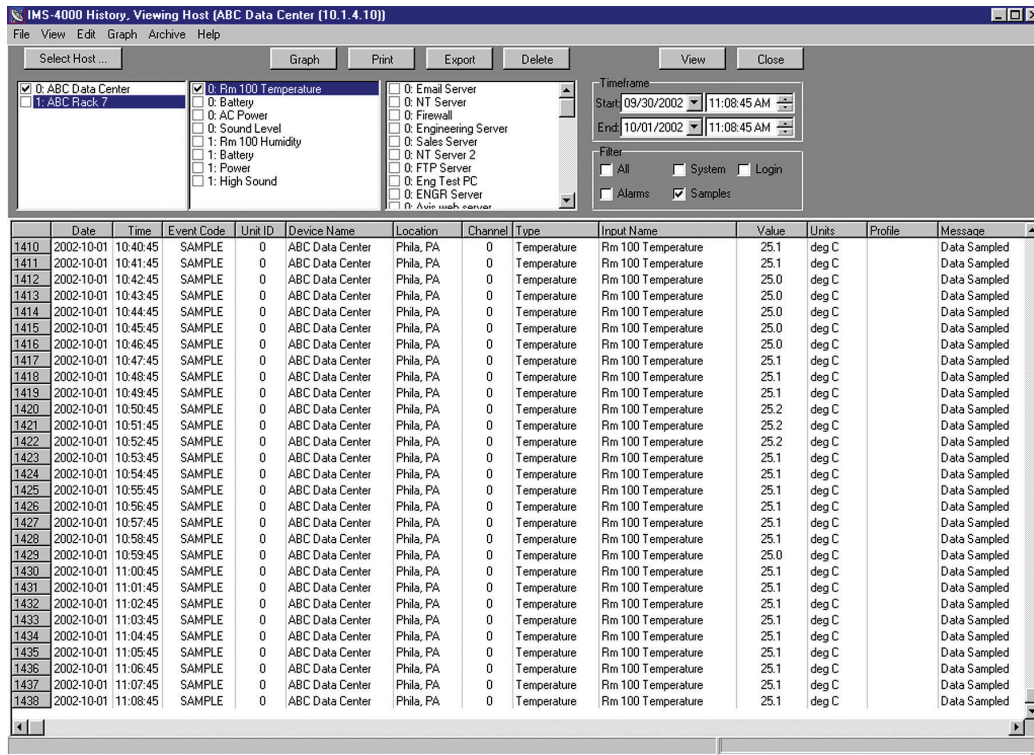 IMS-4000 History, Viewing Host (ABC Data Center (10.1.4.10))
File View Edit Graph Archive Help
Select Host ... Graph Print Export Delete View Close
0: ABC Data Center
1: ABC Rack 7
0: Rm 100 Temperature
0: Battery
0: AC Power
0: Sound Level
1: Rm 100 Humidity
1: Battery
1: Power
1: High Sound
0: Email Server
0: NT Server
0: Firewall
0: Engineering Server
0: Sales Server
0: NT Server 2
0: FTP Server
0: Eng Test PC
0: ENGR Server
0: Axis web server
Timeframe
Start: 09/30/2002 11:08:45 AM
End: 10/01/2002 11:08:45 AM
Filter
All System Login
Alarms Samples
Date Time Event Code Unit ID Device Name Location Channel Type Input Name Value Units Profile Message
1410 2002-10-01 10:40:45 SAMPLE 0 ABC Data Center Phila, PA 0 Temperature Rm 100 Temperature 25.1 deg C Data Sampled
1411 2002-10-01 10:41:45 SAMPLE 0 ABC Data Center Phila, PA 0 Temperature Rm 100 Temperature 25.1 deg C Data Sampled
1412 2002-10-01 10:42:45 SAMPLE 0 ABC Data Center Phila, PA 0 Temperature Rm 100 Temperature 25.0 deg C Data Sampled
1413 2002-10-01 10:43:45 SAMPLE 0 ABC Data Center Phila, PA 0 Temperature Rm 100 Temperature 25.0 deg C Data Sampled
1414 2002-10-01 10:44:45 SAMPLE 0 ABC Data Center Phila, PA 0 Temperature Rm 100 Temperature 25.0 deg C Data Sampled
1415 2002-10-01 10:45:45 SAMPLE 0 ABC Data Center Phila, PA 0 Temperature Rm 100 Temperature 25.0 deg C Data Sampled
1416 2002-10-01 10:46:45 SAMPLE 0 ABC Data Center Phila, PA 0 Temperature Rm 100 Temperature 25.0 deg C Data Sampled
1417 2002-10-01 10:47:45 SAMPLE 0 ABC Data Center Phila, PA 0 Temperature Rm 100 Temperature 25.1 deg C Data Sampled
1418 2002-10-01 10:48:45 SAMPLE 0 ABC Data Center Phila, PA 0 Temperature Rm 100 Temperature 25.1 deg C Data Sampled
1419 2002-10-01 10:49:45 SAMPLE 0 ABC Data Center Phila, PA 0 Temperature Rm 100 Temperature 25.1 deg C Data Sampled
1420 2002-10-01 10:50:45 SAMPLE 0 ABC Data Center Phila, PA 0 Temperature Rm 100 Temperature 25.2 deg C Data Sampled
1421 2002-10-01 10:51:45 SAMPLE 0 ABC Data Center Phila, PA 0 Temperature Rm 100 Temperature 25.2 deg C Data Sampled
1422 2002-10-01 10:52:45 SAMPLE 0 ABC Data Center Phila, PA 0 Temperature Rm 100 Temperature 25.2 deg C Data Sampled
1423 2002-10-01 10:53:45 SAMPLE 0 ABC Data Center Phila, PA 0 Temperature Rm 100 Temperature 25.1 deg C Data Sampled
1424 2002-10-01 10:54:45 SAMPLE 0 ABC Data Center Phila, PA 0 Temperature Rm 100 Temperature 25.1 deg C Data Sampled
1425 2002-10-01 10:55:45 SAMPLE 0 ABC Data Center Phila, PA 0 Temperature Rm 100 Temperature 25.1 deg C Data Sampled
1426 2002-10-01 10:56:45 SAMPLE 0 ABC Data Center Phila, PA 0 Temperature Rm 100 Temperature 25.1 deg C Data Sampled
1427 2002-10-01 10:57:45 SAMPLE 0 ABC Data Center Phila, PA 0 Temperature Rm 100 Temperature 25.1 deg C Data Sampled
1428 2002-10-01 10:58:45 SAMPLE 0 ABC Data Center Phila, PA 0 Temperature Rm 100 Temperature 25.1 deg C Data Sampled
1429 2002-10-01 10:59:45 SAMPLE 0 ABC Data Center Phila, PA 0 Temperature Rm 100 Temperature 25.0 deg C Data Sampled
1430 2002-10-01 11:00:45 SAMPLE 0 ABC Data Center Phila, PA 0 Temperature Rm 100 Temperature 25.1 deg C Data Sampled
1431 2002-10-01 11:01:45 SAMPLE 0 ABC Data Center Phila, PA 0 Temperature Rm 100 Temperature 25.1 deg C Data Sampled
1432 2002-10-01 11:02:45 SAMPLE 0 ABC Data Center Phila, PA 0 Temperature Rm 100 Temperature 25.1 deg C Data Sampled
1433 2002-10-01 11:03:45 SAMPLE 0 ABC Data Center Phila, PA 0 Temperature Rm 100 Temperature 25.1 deg C Data Sampled
1434 2002-10-01 11:04:45 SAMPLE 0 ABC Data Center Phila, PA 0 Temperature Rm 100 Temperature 25.1 deg C Data Sampled
1435 2002-10-01 11:05:45 SAMPLE 0 ABC Data Center Phila, PA 0 Temperature Rm 100 Temperature 25.1 deg C Data Sampled
1436 2002-10-01 11:06:45 SAMPLE 0 ABC Data Center Phila, PA 0 Temperature Rm 100 Temperature 25.1 deg C Data Sampled
1437 2002-10-01 11:07:45 SAMPLE 0 ABC Data Center Phila, PA 0 Temperature Rm 100 Temperature 25.1 deg C Data Sampled
1438 2002-10-01 11:08:45 SAMPLE 0 ABC Data Center Phila, PA 0 Temperature Rm 100 Temperature 25.1 deg C Data Sampled